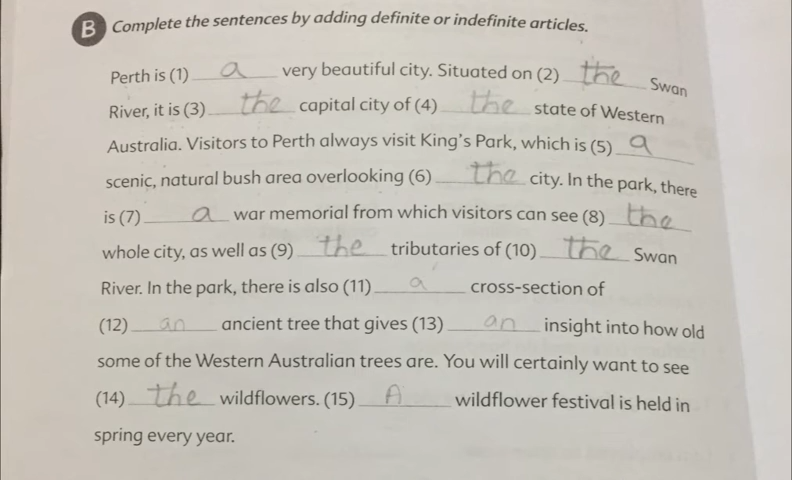 B Complete the sentences by adding definite or indefinite articles.
Perth is (1) a very beautiful city. Situated on (2) the Swan
River, it is (3) the capital city of (4) the state of Western
Australia. Visitors to Perth always visit King's Park, which is (5) a
scenic, natural bush area overlooking (6) the city. In the park, there
is (7) a war memorial from which visitors can see (8) the
whole city, as well as (9) the tributaries of (10) the Swan
River. In the park, there is also (11) a cross-section of
(12) an ancient tree that gives (13) an insight into how old
some of the Western Australian trees are. You will certainly want to see
(14) the wildflowers. (15) A wildflower festival is held in
spring every year.